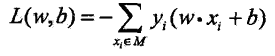 L(w,b) = -∑_{x_i∈M} y_i(w·x_i + b)